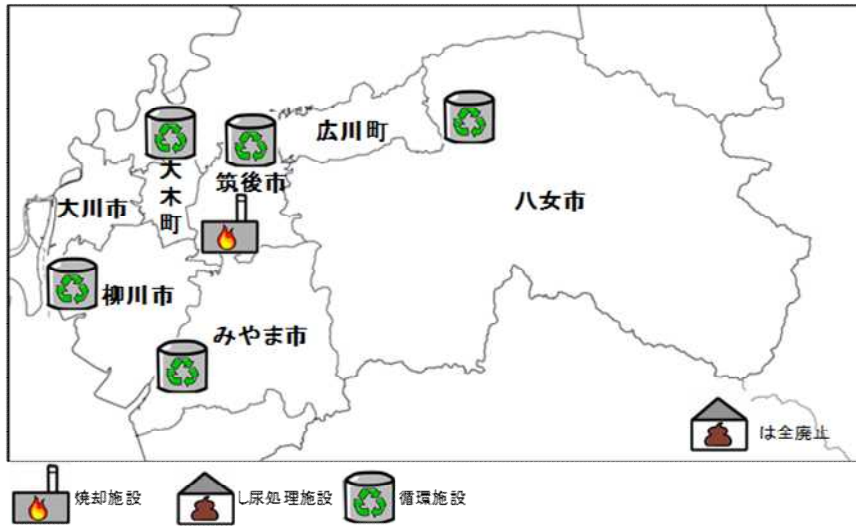 広川町
大木町
筑後市
大川市
八女市
柳川市
みやま市
は全廃止
焼却施設
し尿処理施設
循環施設